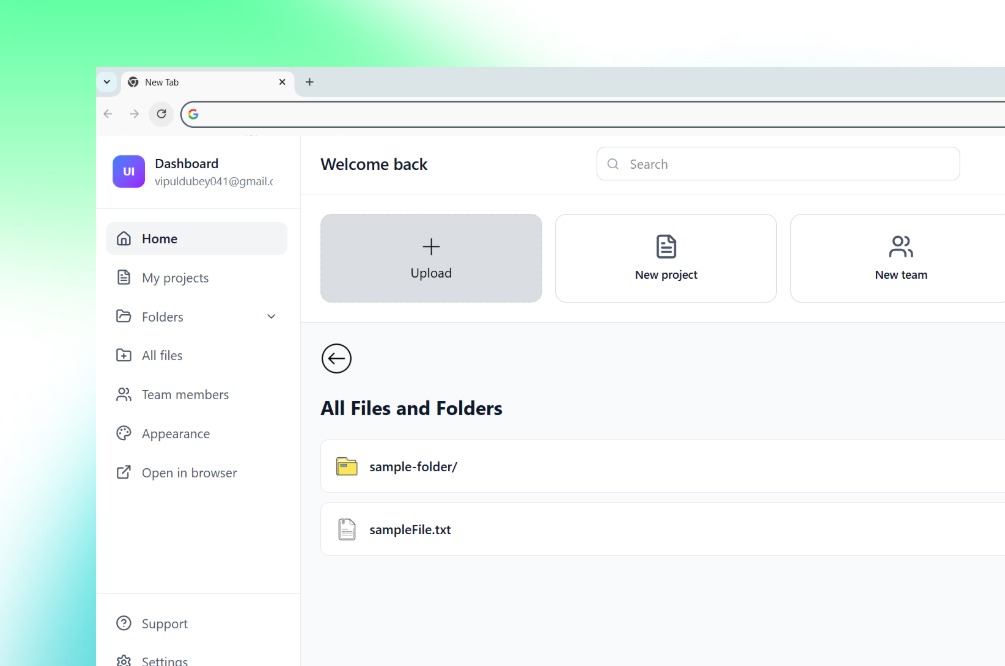 New Tab
UI
Dashboard
vipuldubey041@gmail.c
Home
My projects
Folders
All files
Team members
Appearance
Open in browser
Support
Settings
Welcome back
Search
Upload
New project
New team
All Files and Folders
sample-folder/
sampleFile.txt